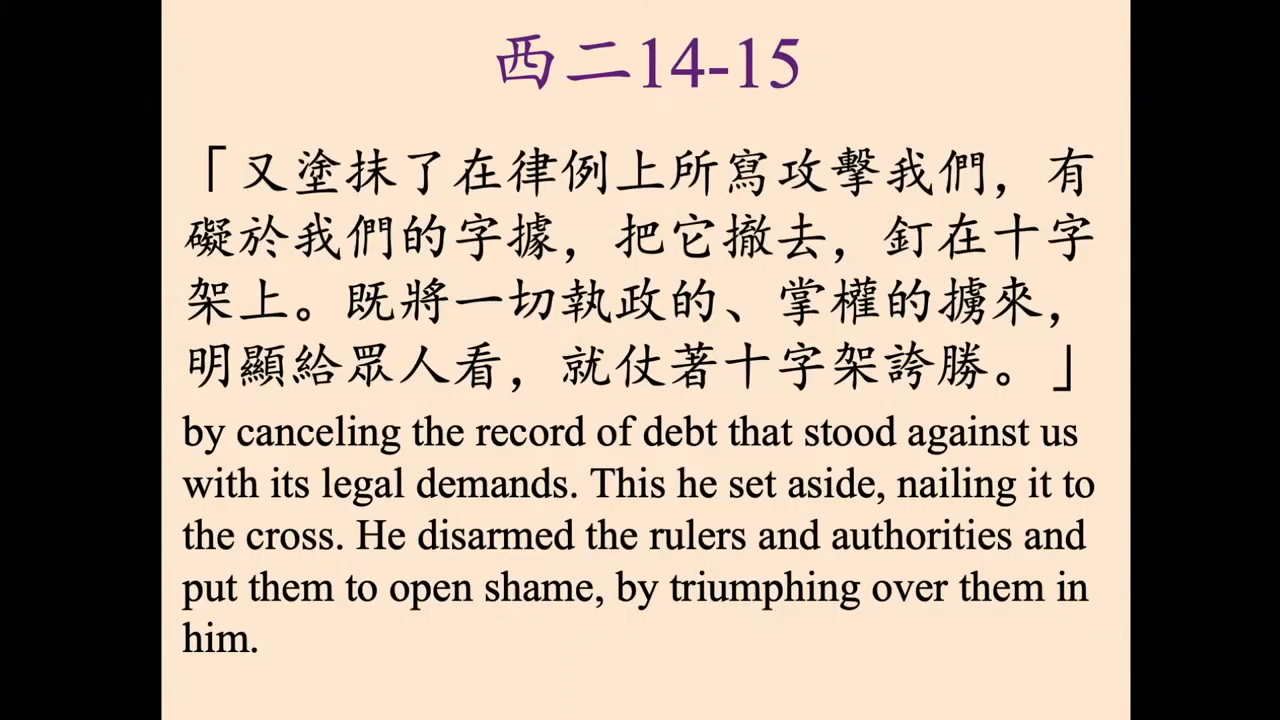 西二14-15
「又塗抹了在律例上所寫攻擊我們，有
礙於我們的字據，把它撤去，釘在十字
架上。既將一切執政的、掌權的擄來，
明顯給眾人看，就仗著十字架誇勝。」
by canceling the record of debt that stood against us
with its legal demands. This he set aside, nailing it to
the cross. He disarmed the rulers and authorities and
put them to open shame, by triumphing over them in
him.